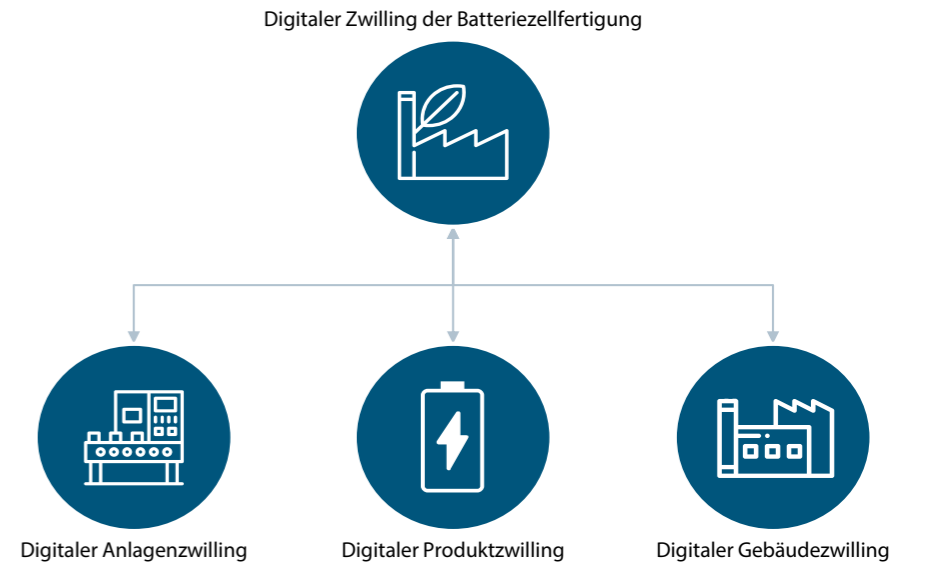 Digitaler Zwilling der Batteriezellfertigung
Digitaler Anlagenzwilling
Digitaler Produktzwilling
Digitaler Gebäudezwilling